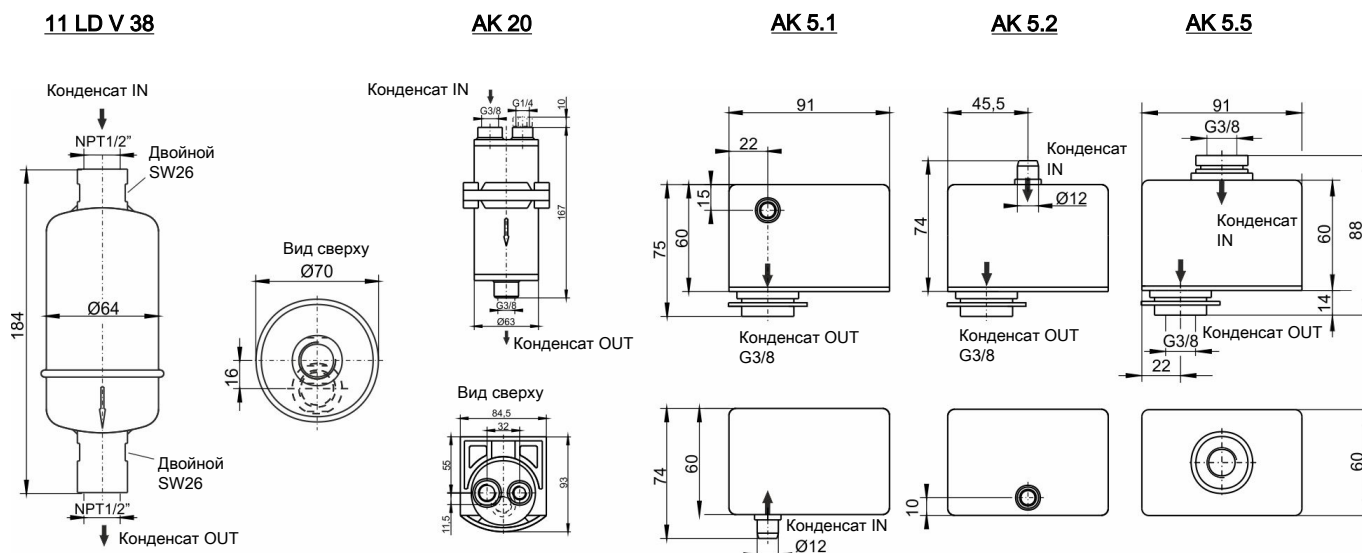 11 LD V 38
AK 20
AK 5.1
AK 5.2
AK 5.5
Конденсат IN
NPT1/2"
Двойной
SW26
184
Ø64
Двойной
SW26
NPT1/2"
Конденсат OUT
Вид сверху
Ø70
16
Конденсат IN
G3/8
G1/4
10
167
G3/8
Ø63
Конденсат OUT
Вид сверху
84,5
32
55
11,5
93
91
22
15
60
75
Конденсат OUT
G3/8
74
60
Конденсат IN
Ø12
45,5
Конденсат
IN
Ø12
74
Конденсат OUT
G3/8
10
91
G3/8
Конденсат
IN
60
88
14
Конденсат OUT
G3/8
22
60